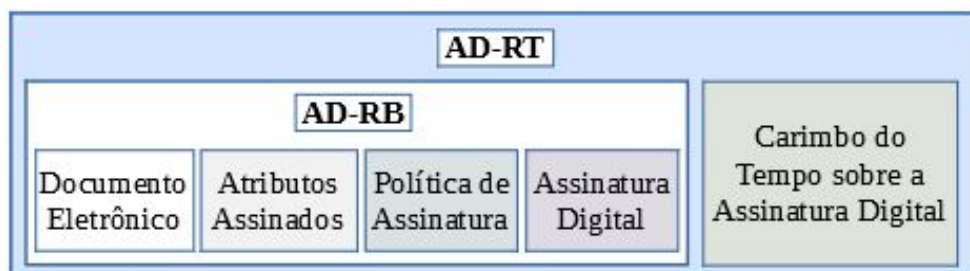 AD-RT
AD-RB
Documento
Eletrônico
Atributos
Assinados
Política de
Assinatura
Assinatura
Digital
Carimbo do
Tempo sobre a
Assinatura Digital